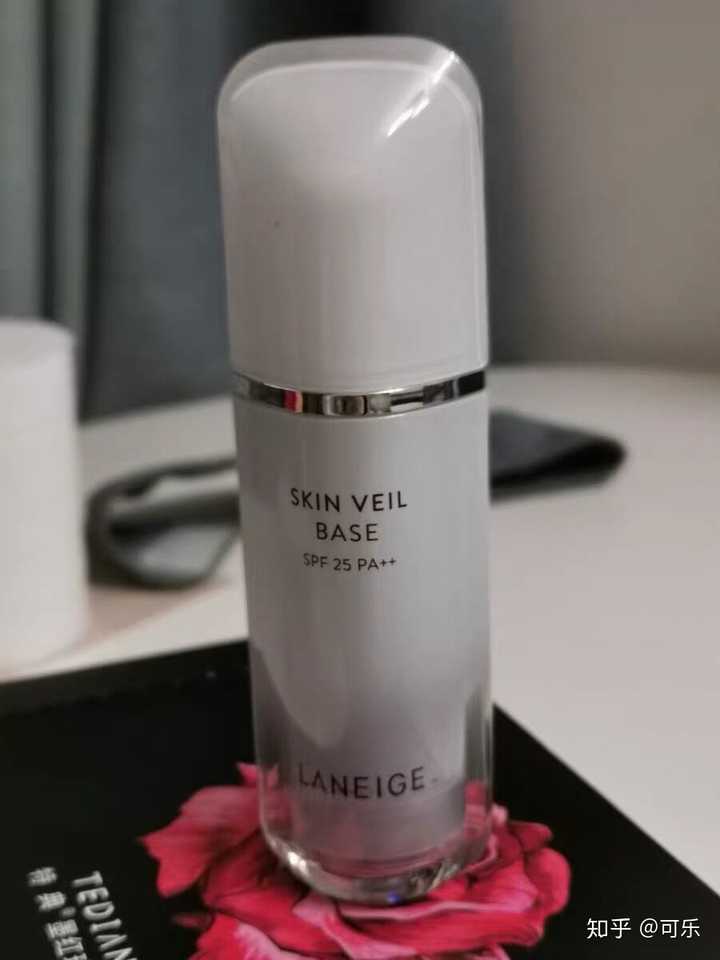 SKIN VEIL
BASE
SPF 25 PA++
LANEIGE
TEDIAN
知乎 @可乐